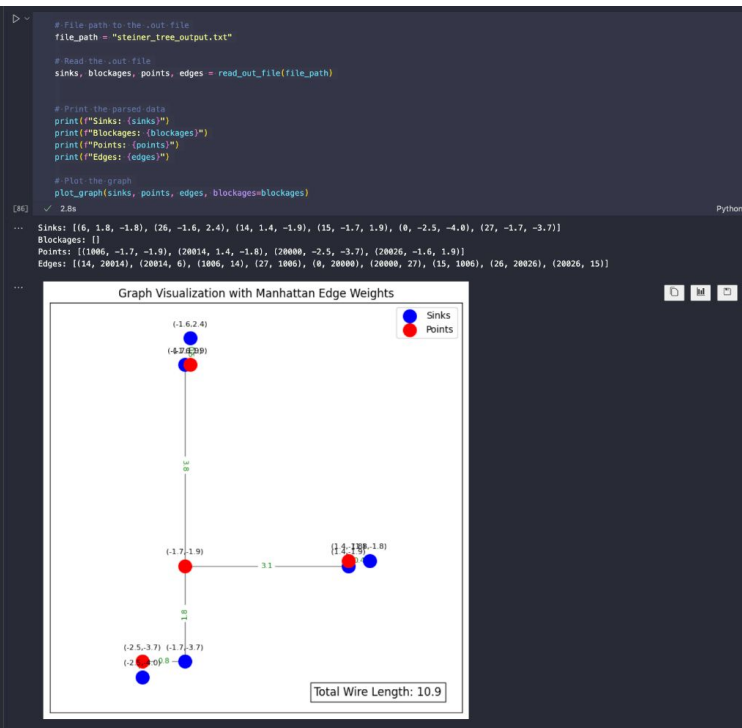 # File path to the .out file
file_path = "steiner_tree_output.txt"
# Read the .out file
sinks, blockages, points, edges = read_out_file(file_path)
# Print the parsed data
print(f"Sinks: {sinks}")
print(f"Blockages: {blockages}")
print(f"Points: {points}")
print(f"Edges: {edges}")
# Plot the graph
plot_graph(sinks, points, edges, blockages=blockages)
[86] ✓ 2.8s Python
... Sinks: [(6, 1.8, -1.8), (26, -1.6, 2.4), (14, 1.4, -1.9), (15, -1.7, 1.9), (0, -2.5, -4.0), (27, -1.7, -3.7)]
Blockages: []
Points: [(1006, -1.7, -1.9), (20014, 1.4, -1.8), (20000, -2.5, -3.7), (20026, -1.6, 1.9)]
Edges: [(14, 20014), (20014, 6), (1006, 14), (27, 1006), (0, 20000), (20000, 27), (15, 1006), (26, 20026), (20026, 15)]
...
Graph Visualization with Manhattan Edge Weights
Sinks
Points
(-1.6,2.4)
3.8
(-1.7,-1.9)
(1.4,-1.9)
3.1
1.8
(-2.5,-3.7) (-1.7,-3.7)
0.8
Total Wire Length: 10.9